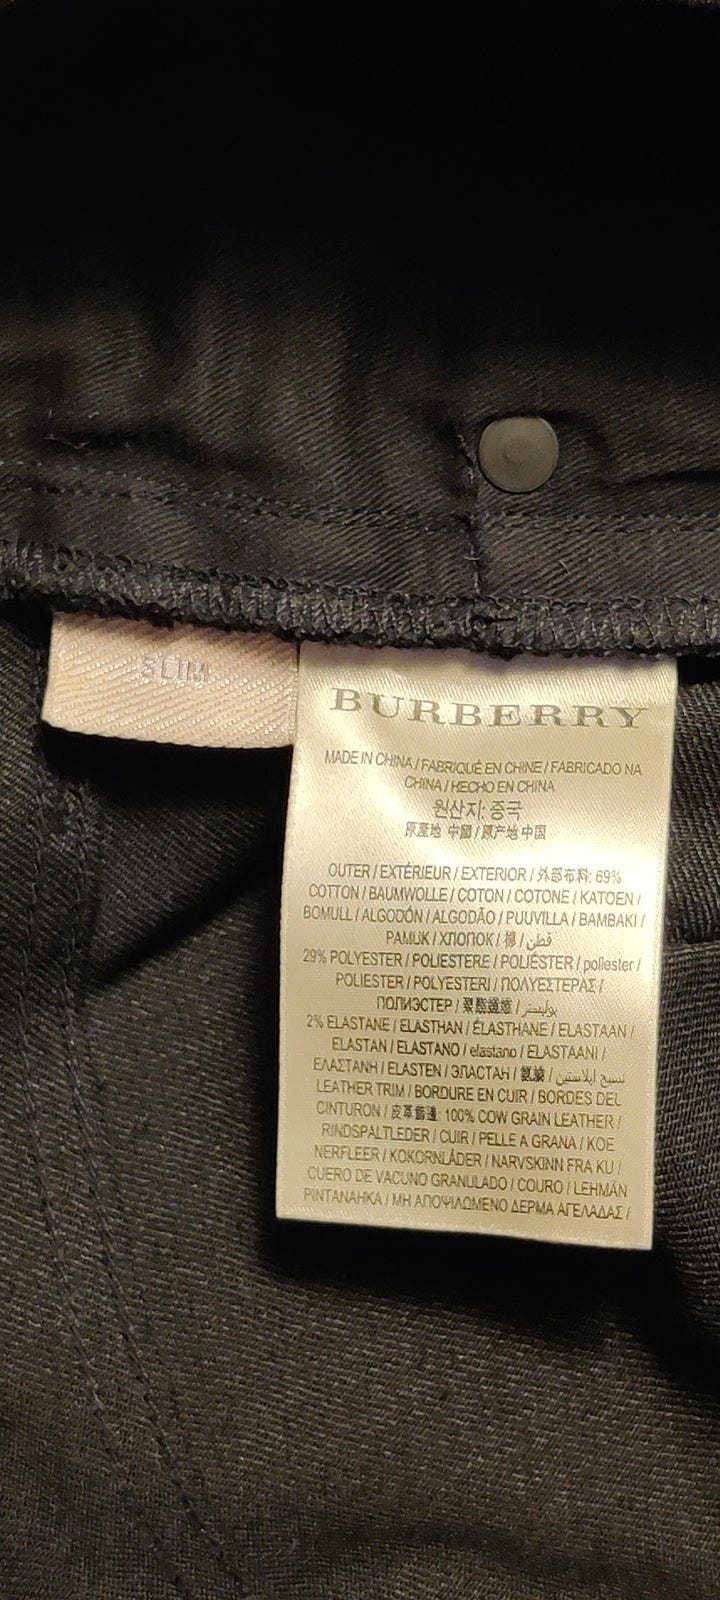 SLIM
BURBERRY
MADE IN CHINA / FABRIQUÉ EN CHINE / FABRICADO NA
CHINA / HECHO EN CHINA
원산지: 중국
原產地 中國 / 原产地 中国
OUTER / EXTÉRIEUR / EXTERIOR / 外部布料: 69%
COTTON / BAUMWOLLE / COTON / COTONE / KATOEN /
BOMULL / ALGODÓN / ALGODÃO / PUUVILLA / BAMBAKI /
PAMUK / ХЛОПОК / 棉 / قطن
29% POLYESTER / POLIESTERE / POLIÉSTER / poliester /
POLIESTER / POLYESTERI / ΠΟΛΥΕΣΤΕΡΑΣ /
ПОЛИЭСТЕР / 聚酯纖維 / بوليستر
2% ELASTANE / ELASTHAN / ÉLASTHANE / ELASTAAN /
ELASTAN / ELASTANO / elastano / ELASTAANI /
ΕΛΑΣΤΑΝΗ / ELASTEN / ЭЛАСТАН / 氨綸 / نسيج ايلاستين
LEATHER TRIM / BORDURE EN CUIR / BORDES DEL
CINTURON / 皮革飾邊: 100% COW GRAIN LEATHER /
RINDSPALTLEDER / CUIR / PELLE A GRANA / KOE
NERFLEER / KOKORNLÄDER / NARVSKINN FRA KU /
CUERO DE VACUNO GRANULADO / COURO / LEHMÄN
PINTANAHKA / ΜΗ ΑΠΟΨΙΛΩΜΕΝΟ ΔΕΡΜΑ ΑΓΕΛΑΔΑΣ /